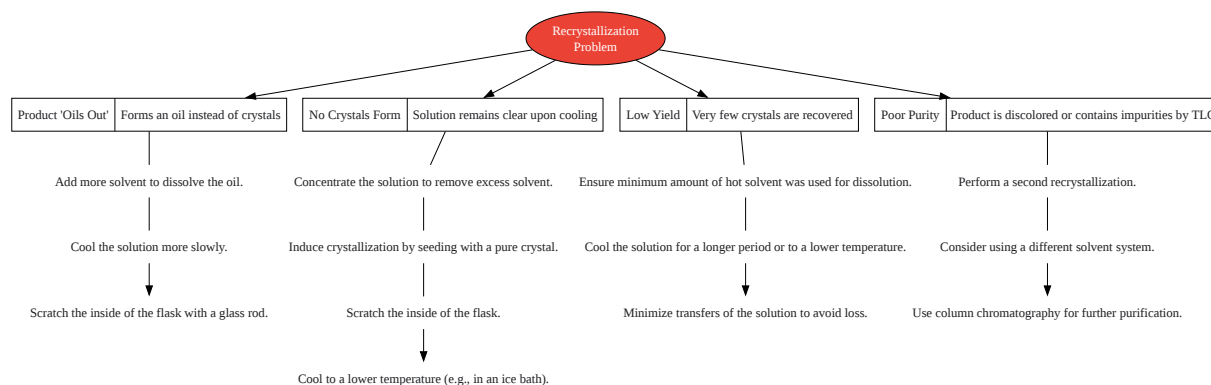 Recrystallization
Problem
Product 'Oils Out' Forms an oil instead of crystals
No Crystals Form Solution remains clear upon cooling
Low Yield Very few crystals are recovered
Poor Purity Product is discolored or contains impurities by TLC
Add more solvent to dissolve the oil.
Concentrate the solution to remove excess solvent.
Ensure minimum amount of hot solvent was used for dissolution.
Perform a second recrystallization.
Cool the solution more slowly.
Induce crystallization by seeding with a pure crystal.
Cool the solution for a longer period or to a lower temperature.
Consider using a different solvent system.
Scratch the inside of the flask with a glass rod.
Scratch the inside of the flask.
Minimize transfers of the solution to avoid loss.
Use column chromatography for further purification.
Cool to a lower temperature (e.g., in an ice bath).